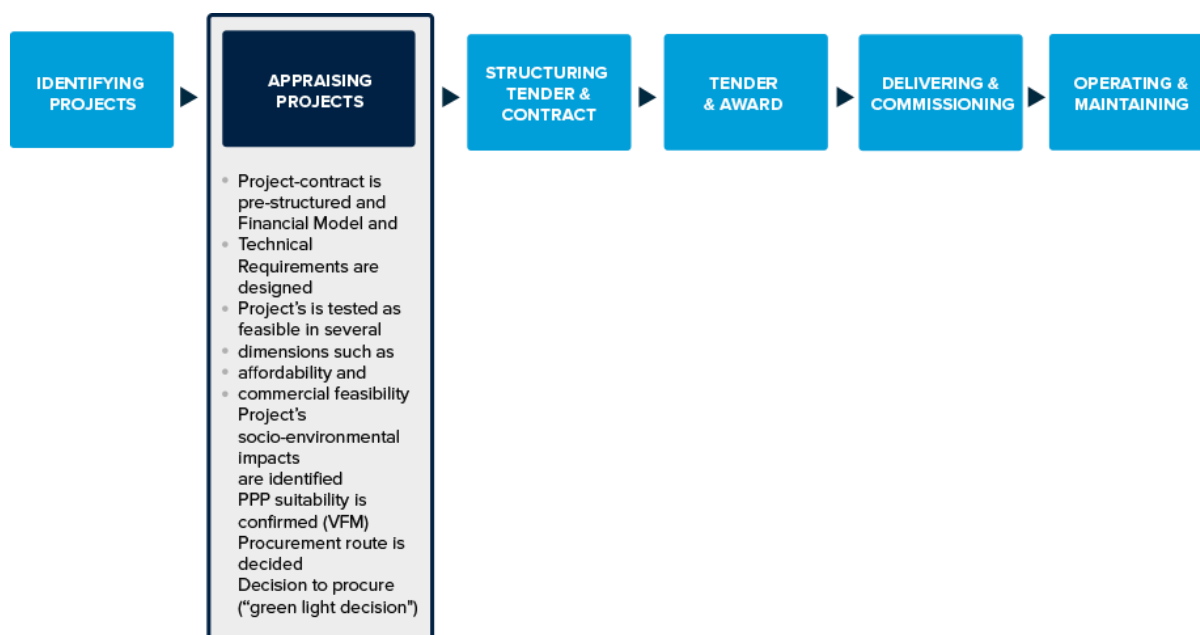 IDENTIFYING
PROJECTS
APPRAISING
PROJECTS
STRUCTURING
TENDER &
CONTRACT
TENDER
& AWARD
DELIVERING &
COMMISSIONING
OPERATING &
MAINTAINING
• Project-contract is
pre-structured and
Financial Model and
• Technical
Requirements are
designed
• Project's is tested as
feasible in several
• dimensions such as
• affordability and
• commercial feasibility
Project's
socio-environmental
impacts
are identified
PPP suitability is
confirmed (VFM)
Procurement route is
decided
Decision to procure
(“green light decision")